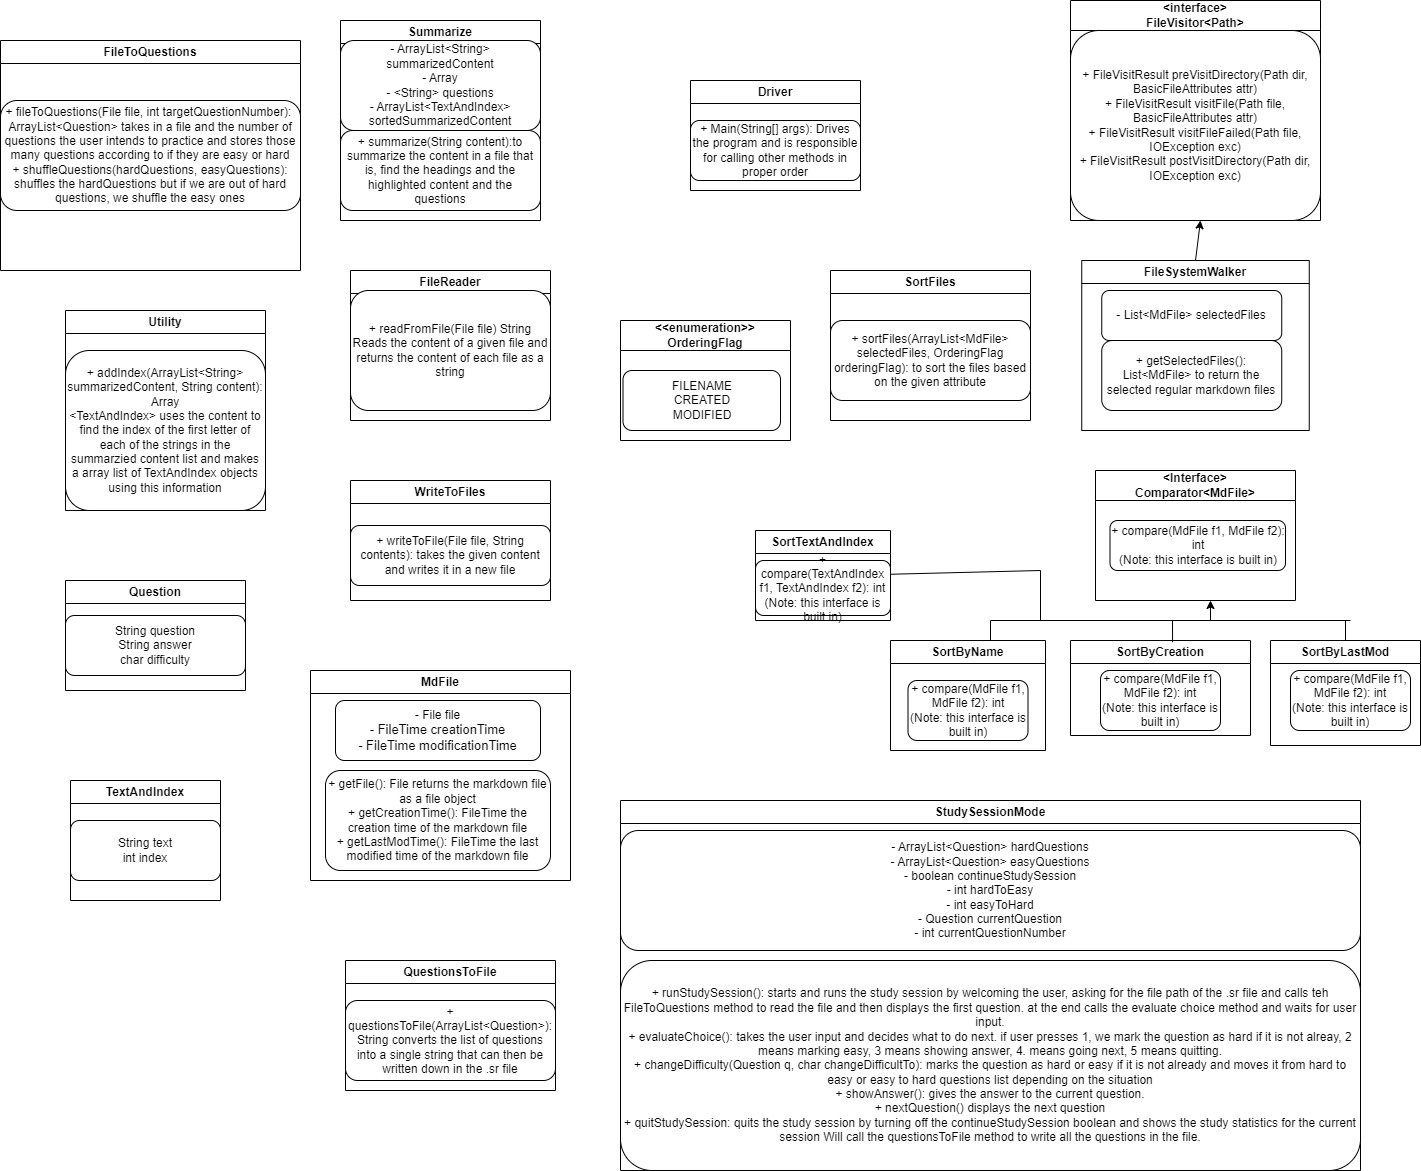 FileToQuestions
+ fileToQuestions(File file, int targetQuestionNumber):
ArrayList<Question> takes in a file and the number of
questions the user intends to practice and stores those
many questions according to if they are easy or hard
+ shuffleQuestions(hardQuestions, easyQuestions):
shuffles the hardQuestions but if we are out of hard
questions, we shuffle the easy ones
Summarize
- ArrayList<String>
summarizedContent
- Array
- <String> questions
- ArrayList<TextAndIndex>
sortedSummarizedContent
+ summarize(String content):to
summarize the content in a file that
is, find the headings and the
highlighted content and the
questions
Driver
+ Main(String[] args): Drives
the program and is responsible
for calling other methods in
proper order
<interface>
FileVisitor<Path>
+ FileVisitResult preVisitDirectory(Path dir,
BasicFileAttributes attr)
+ FileVisitResult visitFile(Path file,
BasicFileAttributes attr)
+ FileVisitResult visitFileFailed(Path file,
IOException exc)
+ FileVisitResult postVisitDirectory(Path dir,
IOException exc)
Utility
+ addIndex(ArrayList<String>
summarizedContent, String content):
Array
<TextAndIndex> uses the content to
find the index of the first letter of
each of the strings in the
summarzied content list and makes
a array list of TextAndIndex objects
using this information
FileReader
+ readFromFile(File file) String
Reads the content of a given file and
returns the content of each file as a
string
<<enumeration>>
OrderingFlag
FILENAME
CREATED
MODIFIED
SortFiles
+ sortFiles(ArrayList<MdFile>
selectedFiles, OrderingFlag
orderingFlag): to sort the files based
on the given attribute
FileSystemWalker
- List<MdFile> selectedFiles
+ getSelectedFiles():
List<MdFile> to return the
selected regular markdown files
WriteToFiles
+ writeToFile(File file, String
contents): takes the given content
and writes it in a new file
<Interface>
Comparator<MdFile>
+ compare(MdFile f1, MdFile f2):
int
(Note: this interface is built in)
SortTextAndIndex
+
compare(TextAndIndex
f1, TextAndIndex f2): int
(Note: this interface is
built in)
Question
String question
String answer
char difficulty
SortByName
+ compare(MdFile f1,
MdFile f2): int
(Note: this interface is
built in)
SortByCreation
+ compare(MdFile f1,
MdFile f2): int
(Note: this interface is
built in)
SortByLastMod
+ compare(MdFile f1,
MdFile f2): int
(Note: this interface is
built in)
MdFile
- File file
- FileTime creationTime
- FileTime modificationTime
+ getFile(): File returns the markdown file
as a file object
+ getCreationTime(): FileTime the
creation time of the markdown file
+ getLastModTime(): FileTime the last
modified time of the markdown file
TextAndIndex
String text
int index
StudySessionMode
- ArrayList<Question> hardQuestions
- ArrayList<Question> easyQuestions
- boolean continueStudySession
- int hardToEasy
- int easyToHard
- Question currentQuestion
- int currentQuestionNumber
+ runStudySession(): starts and runs the study session by welcoming the user, asking for the file path of the .sr file and calls teh
FileToQuestions method to read the file and then displays the first question. at the end calls the evaluate choice method and waits for user
input.
+ evaluateChoice(): takes the user input and decides what to do next. if user presses 1, we mark the question as hard if it is not alreay, 2
means marking easy, 3 means showing answer, 4. means going next, 5 means quitting.
+ changeDifficulty(Question q, char changeDifficultTo): marks the question as hard or easy if it is not already and moves it from hard to
easy or easy to hard questions list depending on the situation
+ showAnswer(): gives the answer to the current question.
+ nextQuestion() displays the next question
+ quitStudySession: quits the study session by turning off the continueStudySession boolean and shows the study statistics for the current
session Will call the questionsToFile method to write all the questions in the file.
QuestionsToFile
+
questionsToFile(ArrayList<Question>):
String converts the list of questions
into a single string that can then be
written down in the .sr file